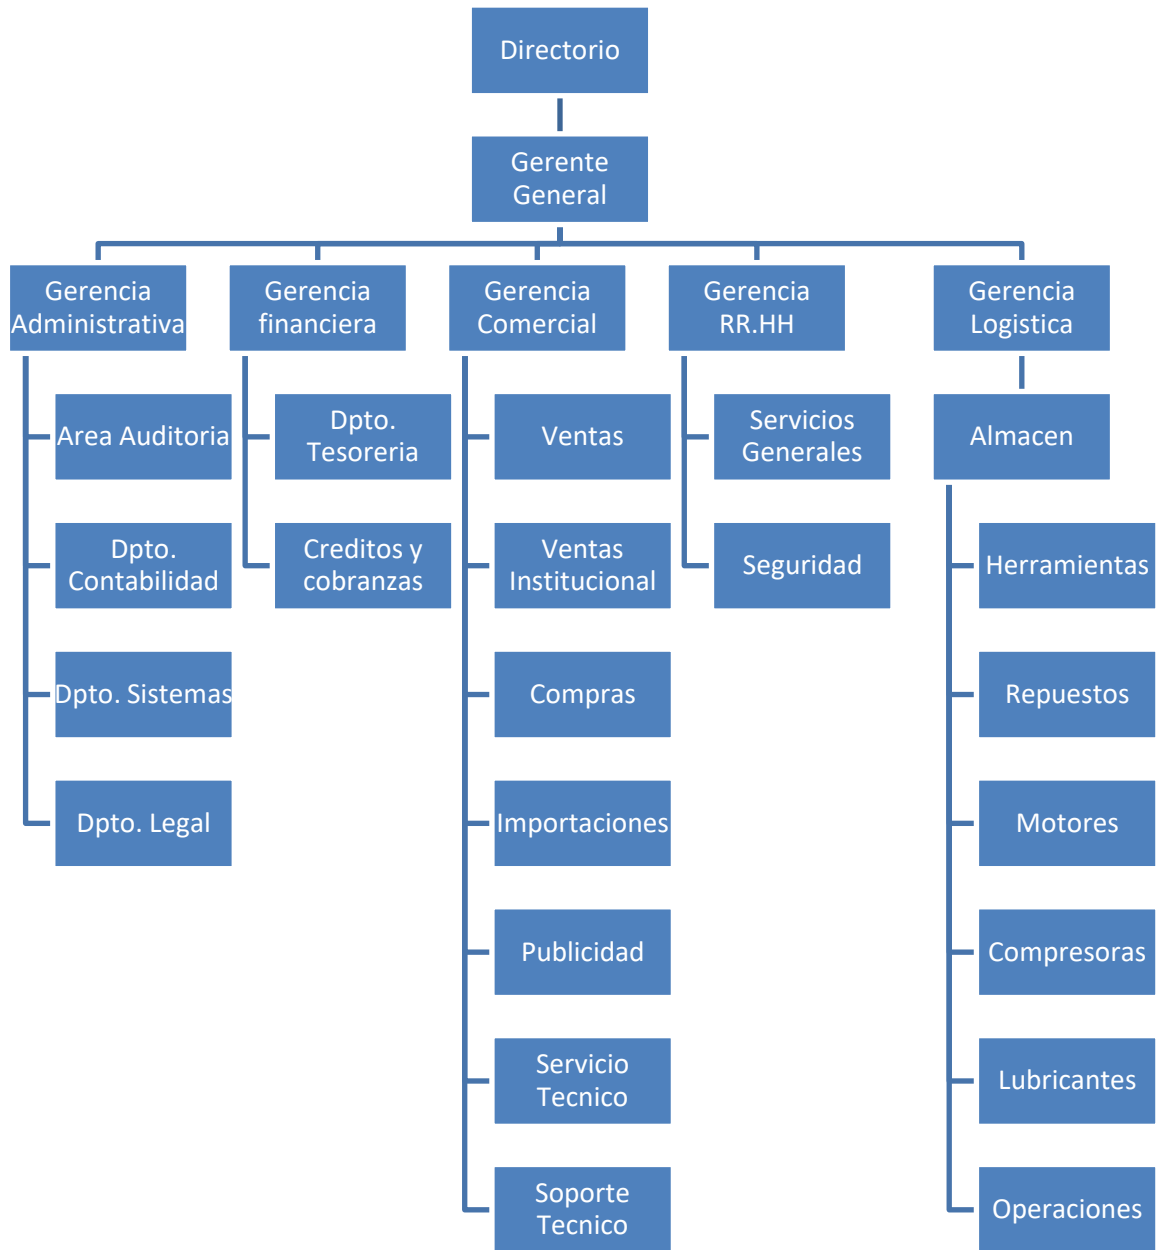 Directorio
Gerente
General
Gerencia
Administrativa
Gerencia
financiera
Gerencia
Comercial
Gerencia
RR.HH
Gerencia
Logistica
Area Auditoria
Dpto.
Tesoreria
Ventas
Servicios
Generales
Almacen
Dpto.
Contabilidad
Creditos y
cobranzas
Ventas
Institucional
Seguridad
Herramientas
Dpto. Sistemas
Compras
Repuestos
Dpto. Legal
Importaciones
Motores
Publicidad
Compresoras
Servicio
Tecnico
Lubricantes
Soporte
Tecnico
Operaciones